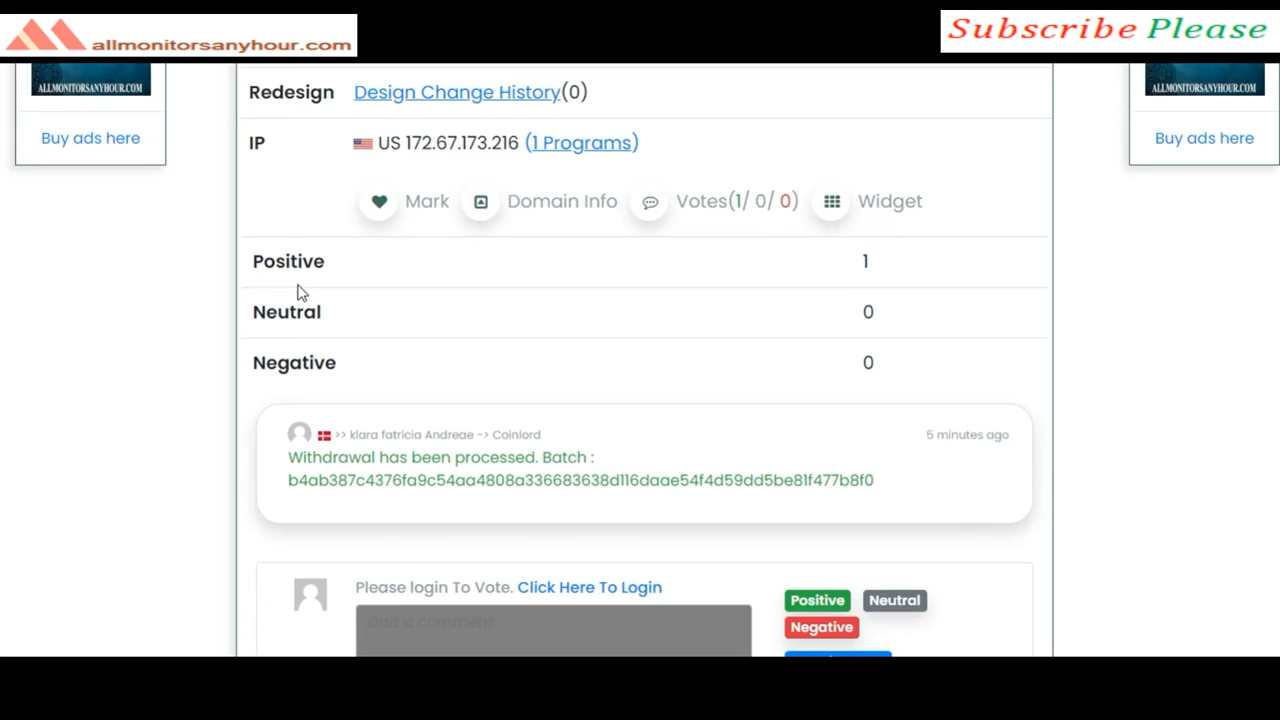 allmonitorsanyhour.com
Subscribe Please
ALLMONITORSANYHOUR.COM
Buy ads here
ALLMONITORSANYHOUR.COM
Buy ads here
Redesign Design Change History(0)
IP US 172.67.173.216 (1 Programs)
Mark Domain Info Votes(1/ 0/ 0) Widget
Positive 1
Neutral 0
Negative 0
>> klara fatricia Andreae -> Coinlord 5 minutes ago
Withdrawal has been processed. Batch :
b4ab387c4376fa9c54aa4808a336683638d116daae54f4d59dd5be81f477b8f0
Please login To Vote. Click Here To Login
add a comment
Positive Neutral
Negative